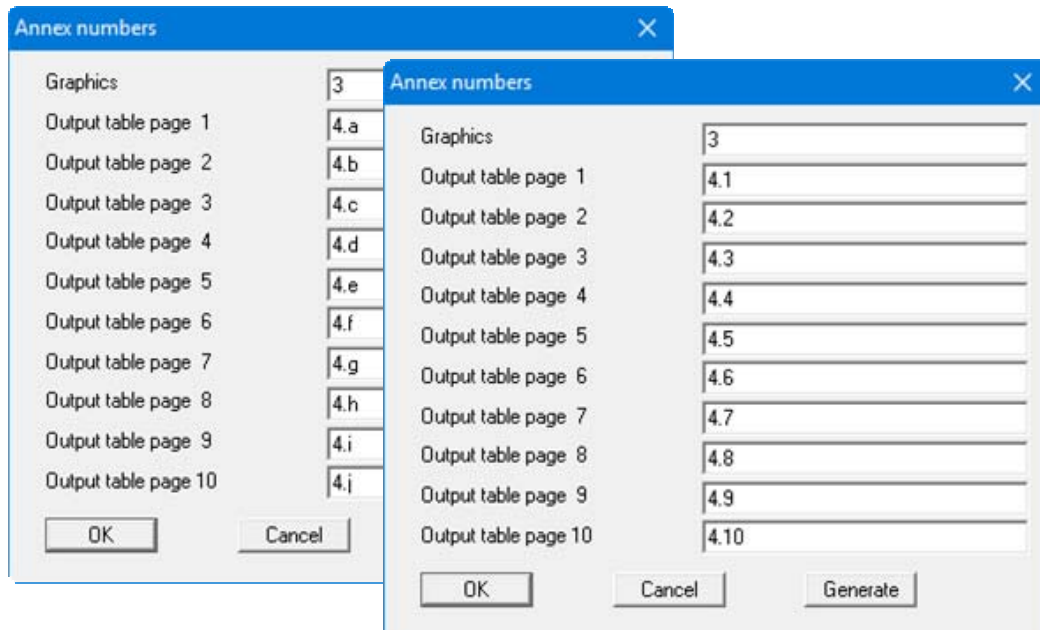 Annex numbers
Graphics 3
Output table page 1 4.a
Output table page 2 4.b
Output table page 3 4.c
Output table page 4 4.d
Output table page 5 4.e
Output table page 6 4.f
Output table page 7 4.g
Output table page 8 4.h
Output table page 9 4.i
Output table page 10 4.j
OK Cancel
Annex numbers
Graphics 3
Output table page 1 4.1
Output table page 2 4.2
Output table page 3 4.3
Output table page 4 4.4
Output table page 5 4.5
Output table page 6 4.6
Output table page 7 4.7
Output table page 8 4.8
Output table page 9 4.9
Output table page 10 4.10
OK Cancel Generate